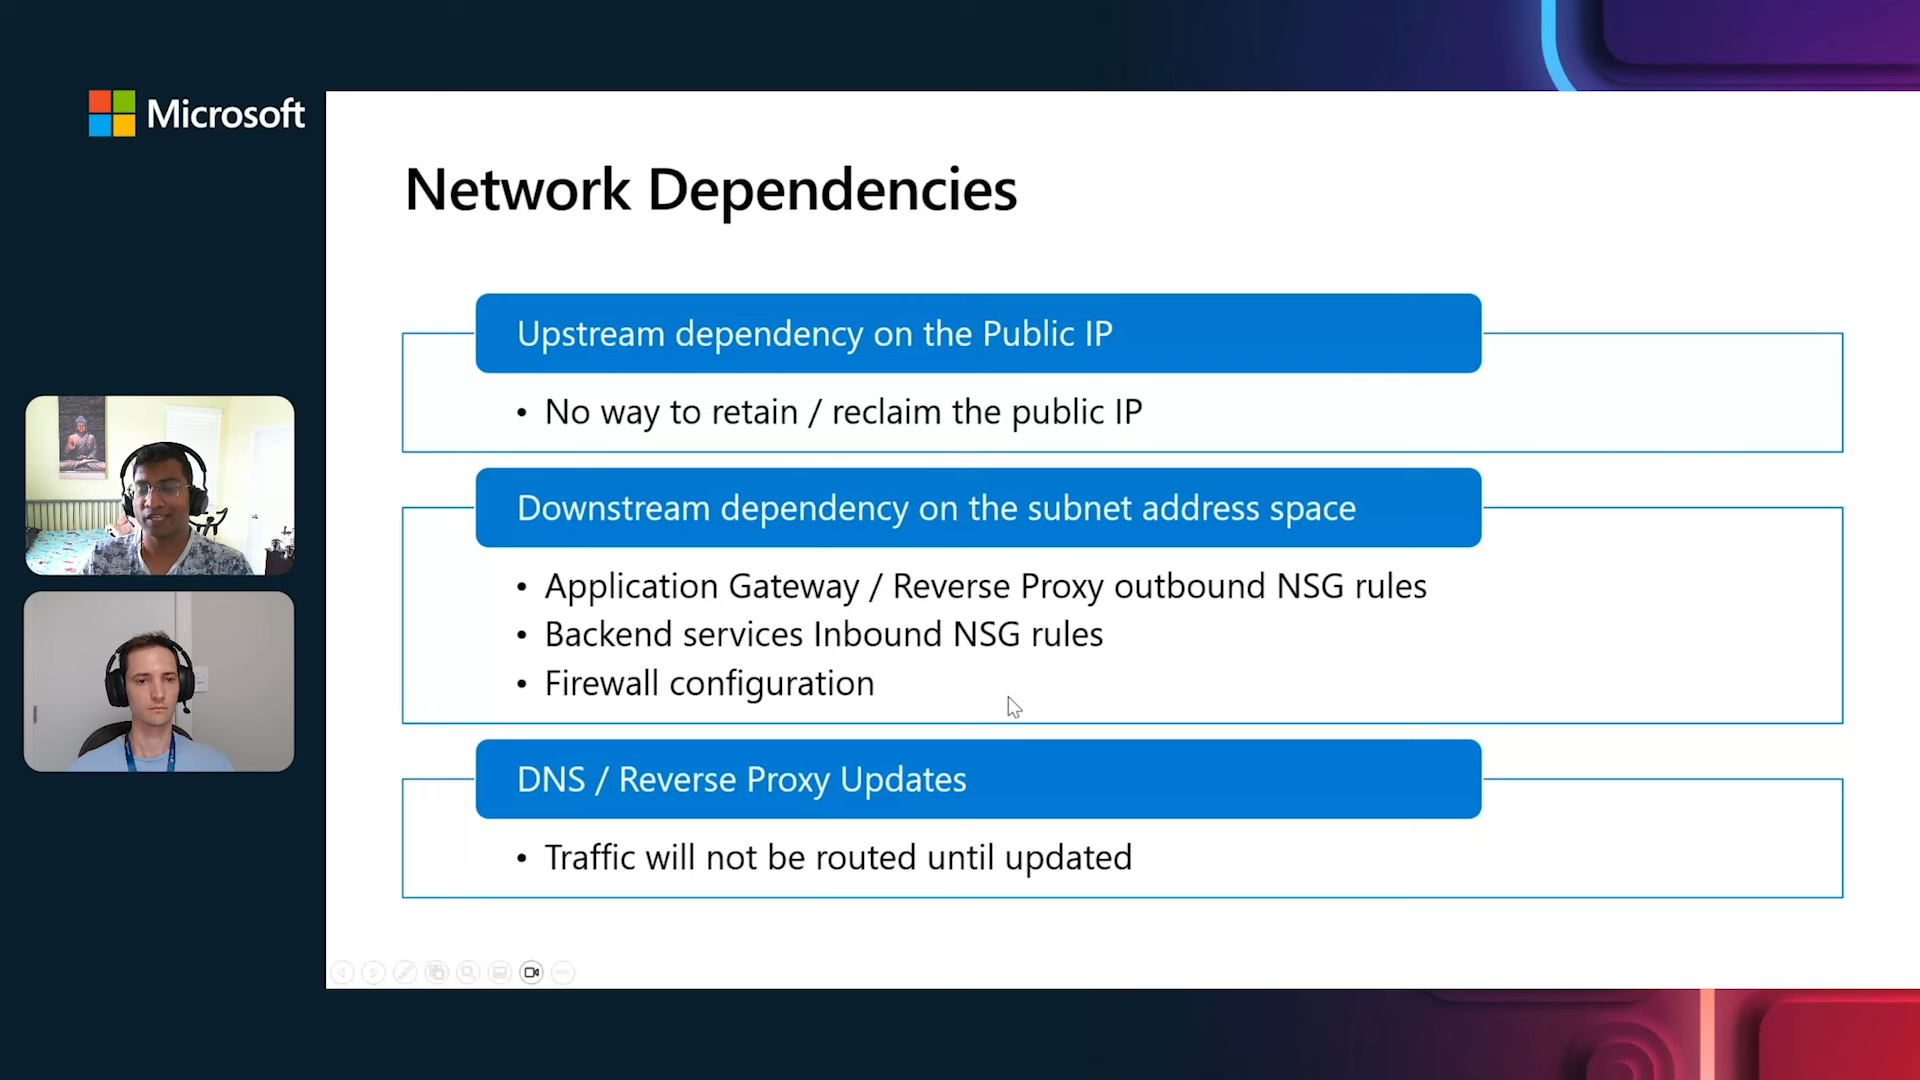 Microsoft
Network Dependencies
Upstream dependency on the Public IP
• No way to retain / reclaim the public IP
Downstream dependency on the subnet address space
• Application Gateway / Reverse Proxy outbound NSG rules
• Backend services Inbound NSG rules
• Firewall configuration
DNS / Reverse Proxy Updates
• Traffic will not be routed until updated